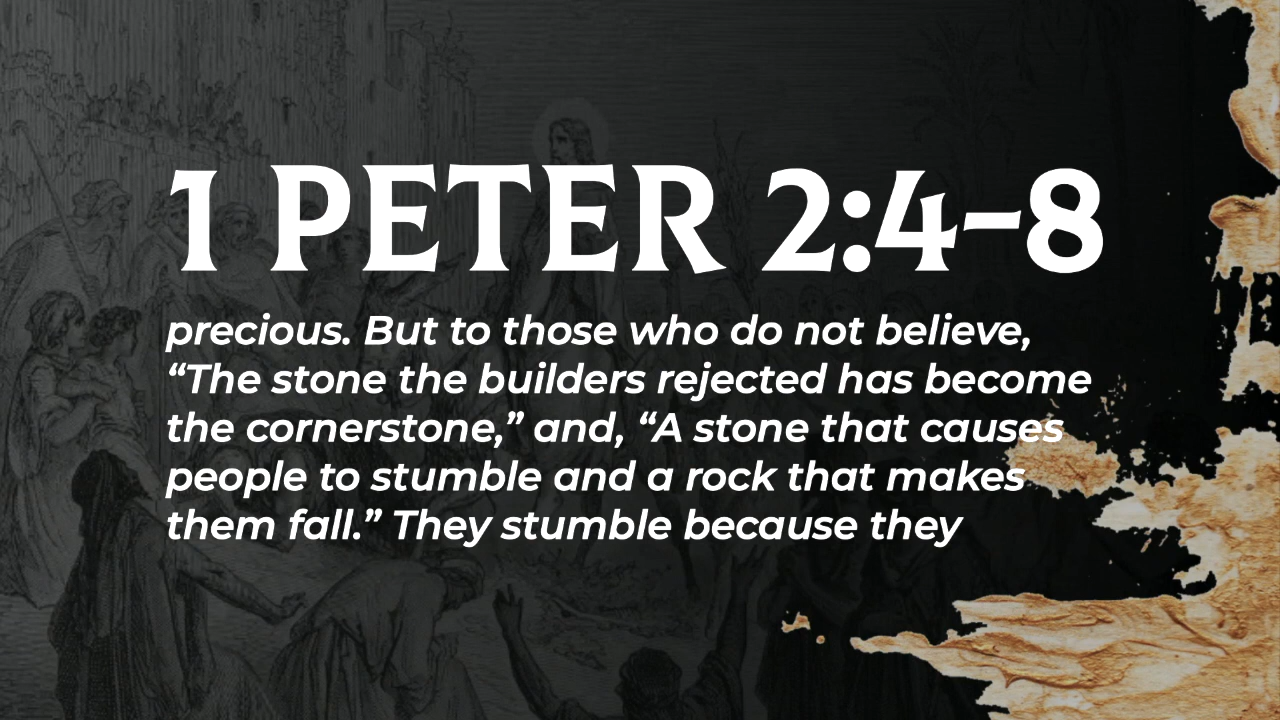 1 PETER 2:4–8
precious. But to those who do not believe,
“The stone the builders rejected has become
the cornerstone,” and, “A stone that causes
people to stumble and a rock that makes
them fall.” They stumble because they